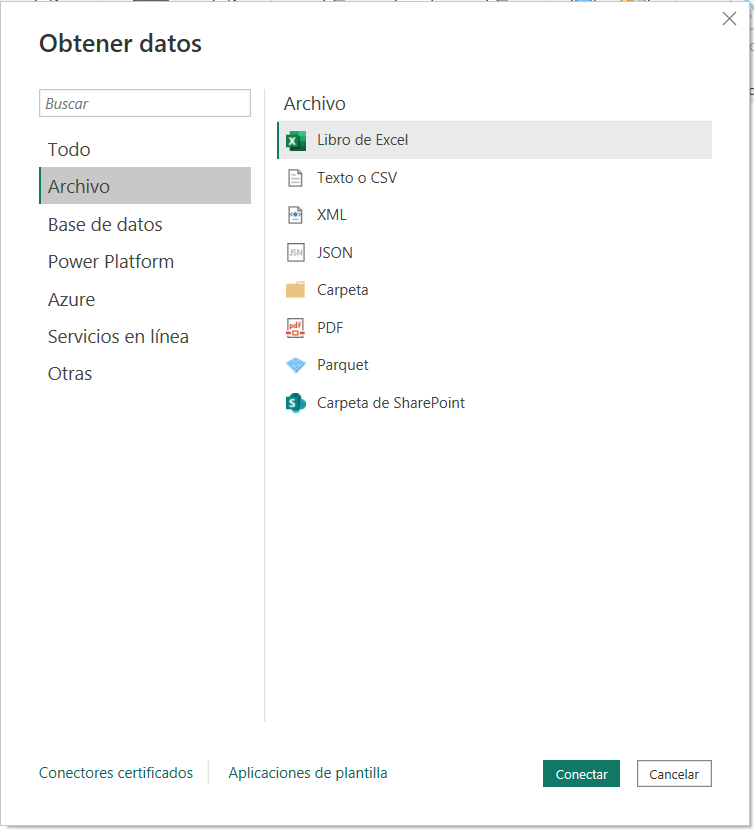 Obtener datos
Buscar
Todo
Archivo
Base de datos
Power Platform
Azure
Servicios en línea
Otras
Archivo
Libro de Excel
Texto o CSV
XML
JSON
Carpeta
PDF
Parquet
Carpeta de SharePoint
Conectores certificados
Aplicaciones de plantilla
Conectar
Cancelar